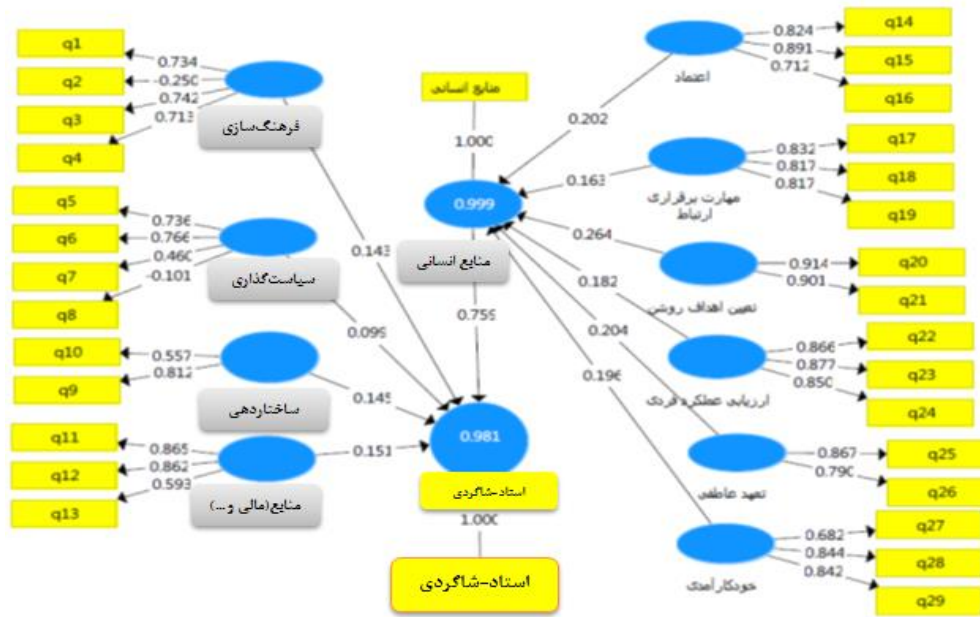 q1
q2
q3
q4
0.734
-0.250
0.742
0.713
فرهنگ‌سازی
0.143
q5
q6
q7
q8
0.736
0.766
0.460
-0.101
سیاست‌گذاری
0.099
q10
q9
0.557
0.812
ساختاردهی
0.145
q11
q12
q13
0.865
0.862
0.593
منابع(مالی و...)
0.151
منابع انسانی
1.000
0.999
منابع انسانی
0.759
0.981
استاد-شاگردی
1.000
استاد-شاگردی
q14
q15
q16
0.824
0.891
0.712
اعتماد
0.202
q17
q18
q19
0.832
0.817
0.817
مهارت برقراری
ارتباط
0.163
q20
q21
0.914
0.901
تعیین اهداف روشن
0.264
q22
q23
q24
0.866
0.877
0.850
ارزیابی عملکرد فردی
0.182
q25
q26
0.867
0.790
تعهد عاطفی
0.204
q27
q28
q29
0.682
0.844
0.842
خودکارآمدی
0.196